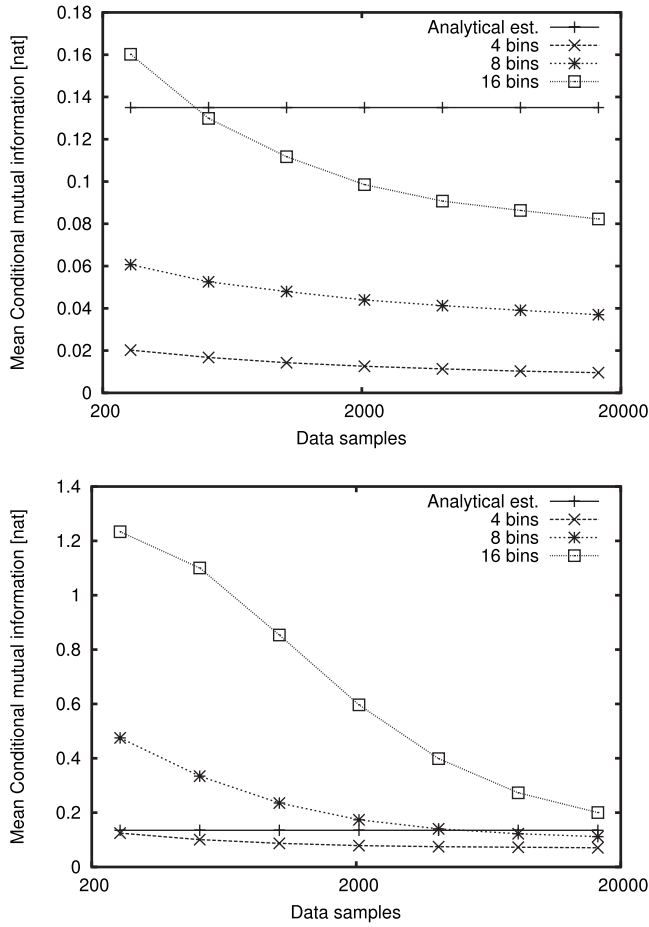 0.18
0.16
0.14
0.12
0.1
0.08
0.06
0.04
0.02
0
Mean Conditional mutual information [nat]
Analytical est.
4 bins
8 bins
16 bins
200
2000
20000
Data samples
1.4
1.2
1
0.8
0.6
0.4
0.2
0
Mean Conditional mutual information [nat]
Analytical est.
4 bins
8 bins
16 bins
200
2000
20000
Data samples